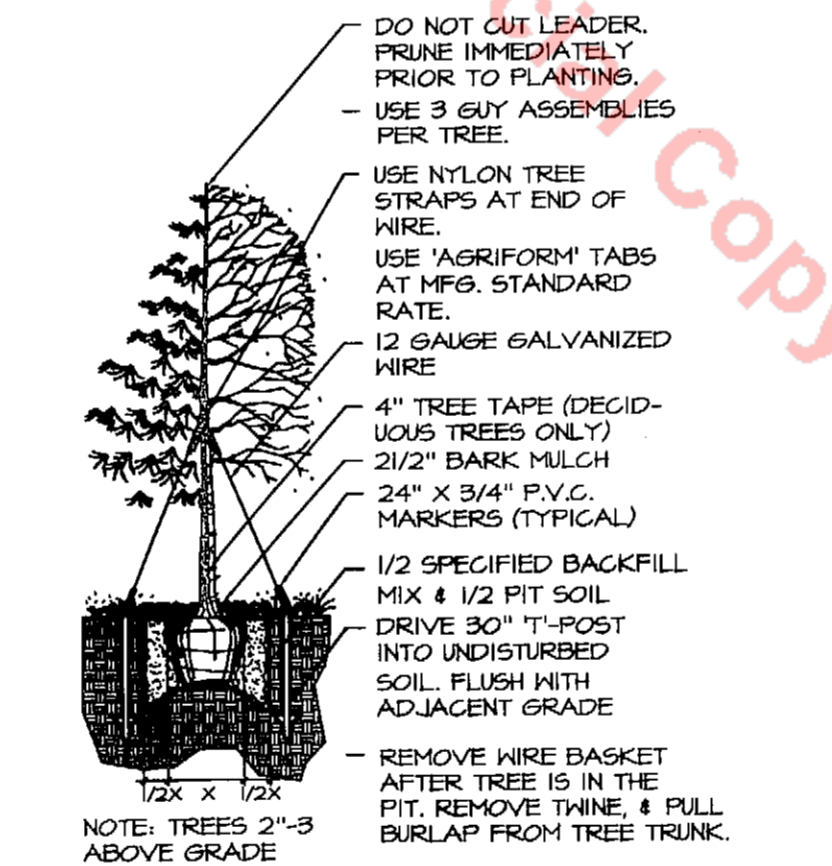 DO NOT CUT LEADER.
PRUNE IMMEDIATELY
PRIOR TO PLANTING.
USE 3 GUY ASSEMBLIES
PER TREE.
USE NYLON TREE
STRAPS AT END OF
WIRE.
USE 'AGRIFORM' TABS
AT MFG. STANDARD
RATE.
12 GAUGE GALVANIZED
WIRE
4" TREE TAPE (DECID-
UOUS TREES ONLY)
21/2" BARK MULCH
24" X 3/4" P.V.C.
MARKERS (TYPICAL)
1/2 SPECIFIED BACKFILL
MIX & 1/2 PIT SOIL
DRIVE 30" 'T'-POST
INTO UNDISTURBED
SOIL. FLUSH WITH
ADJACENT GRADE
REMOVE WIRE BASKET
AFTER TREE IS IN THE
PIT. REMOVE TWINE, & PULL
BURLAP FROM TREE TRUNK.
1/2X X 1/2X
NOTE: TREES 2"-3
ABOVE GRADE
cial Copy